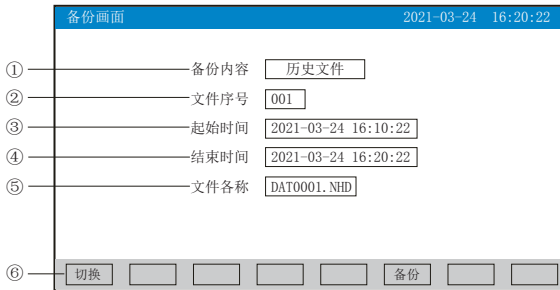 备份画面 2021-03-24 16:20:22
① 备份内容 历史文件
② 文件序号 001
③ 起始时间 2021-03-24 16:10:22
④ 结束时间 2021-03-24 16:20:22
⑤ 文件各称 DAT0001.NHD
⑥ 切换 备份